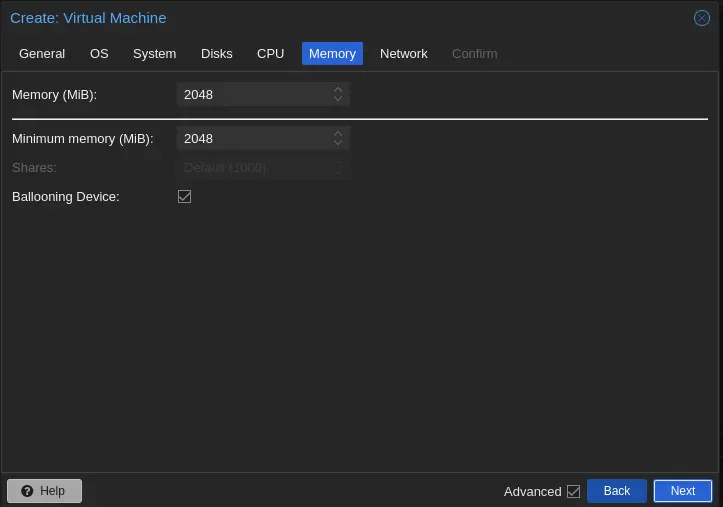 Create: Virtual Machine
General OS System Disks CPU Memory Network Confirm
Memory (MiB): 2048
Minimum memory (MiB): 2048
Shares: Default (1000)
Ballooning Device:
Help Advanced Back Next